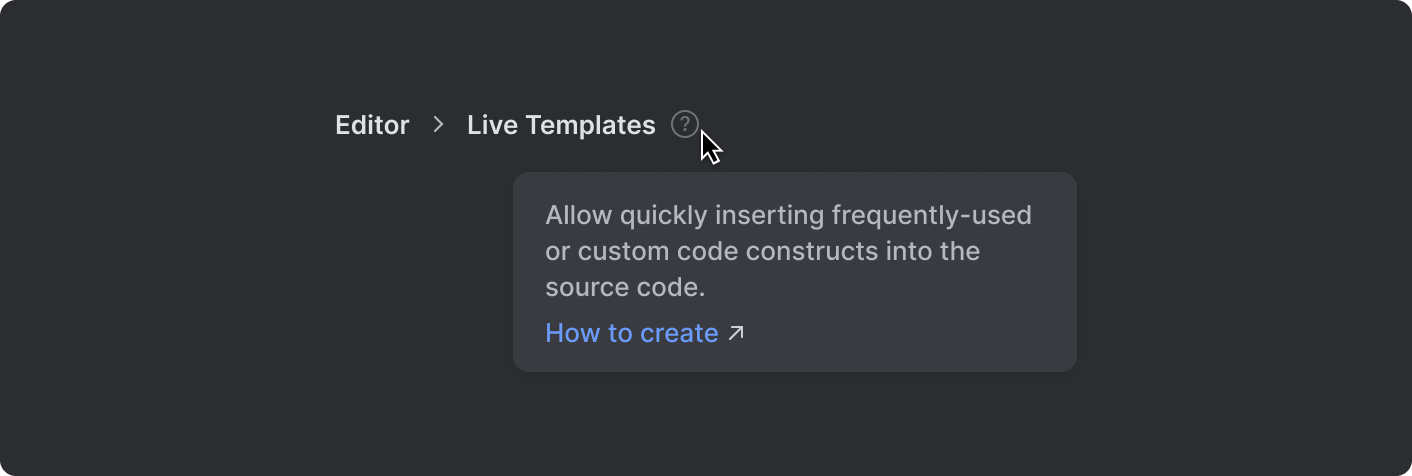 Editor > Live Templates ?
Allow quickly inserting frequently-used
or custom code constructs into the
source code.
How to create ↗